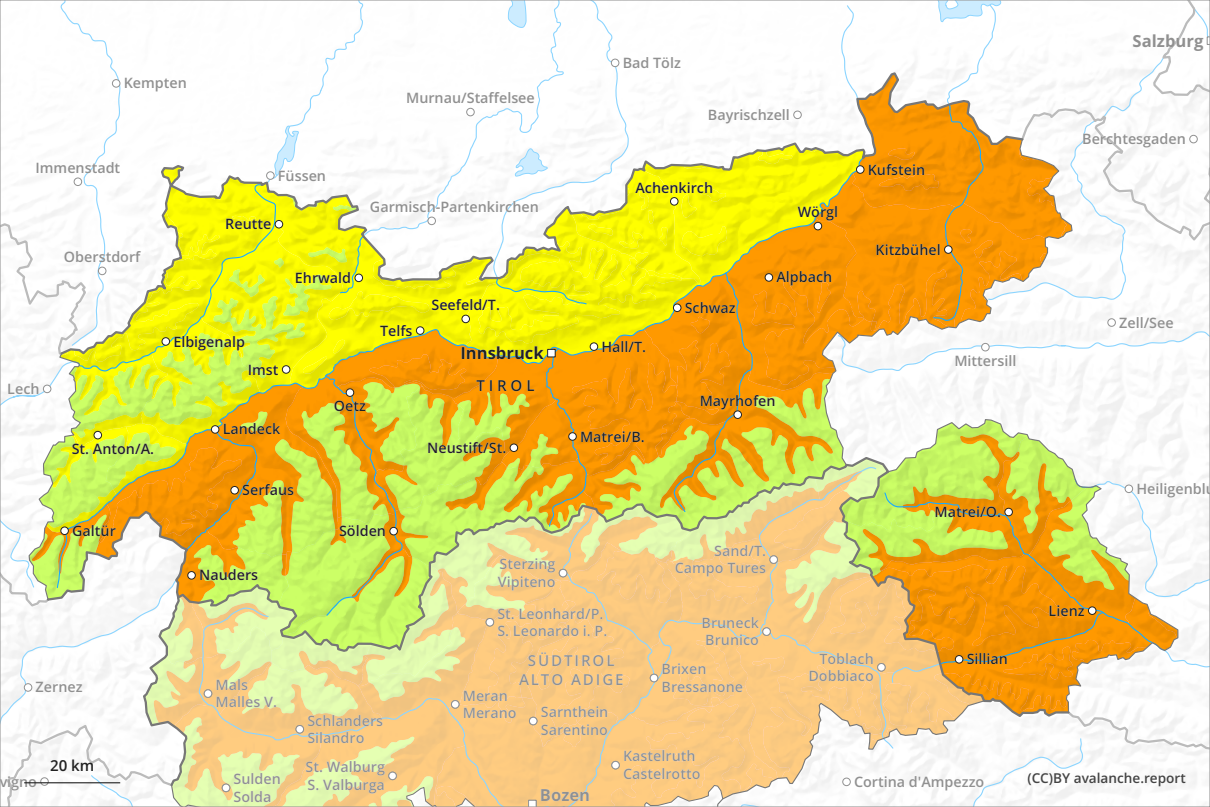 Salzburg
Bad Tölz
Kempten
Murnau/Staffelsee
Bayrischzell
Berchtesgaden
Immenstadt
Füssen
Kufstein
Achenkirch
Garmisch-Partenkirchen
Wörgl
Reutte
Kitzbühel
Oberstdorf
Ehrwald
Alpbach
Seefeld/T.
Schwaz
Zell/See
Telfs
Elbigenalp
Innsbruck
Hall/T.
Mittersill
Imst
TIROL
Lech
Oetz
Mayrhofen
Landeck
Matrei/B.
St. Anton/A.
Neustift/St.
Serfaus
Heiligenblu
Matrei/O.
Galtür
Sölden
Sand/T.
Campo Tures
Sterzing
Vipiteno
Nauders
Lienz
St. Leonhard/P.
S. Leonardo i. P.
Bruneck
Brunico
Sillian
SÜDTIROL
ALTO ADIGE
Toblach
Dobbiaco
Brixen
Bressanone
Zernez
Mals
Malles V.
Meran
Merano
Sarnthein
Sarentino
Schlanders
Silandro
Kastelruth
Castelrotto
20 km
St. Walburg
S. Valburga
vigno
Sulden
Solda
Cortina d'Ampezzo
(CC)BY avalanche.report
Bozen